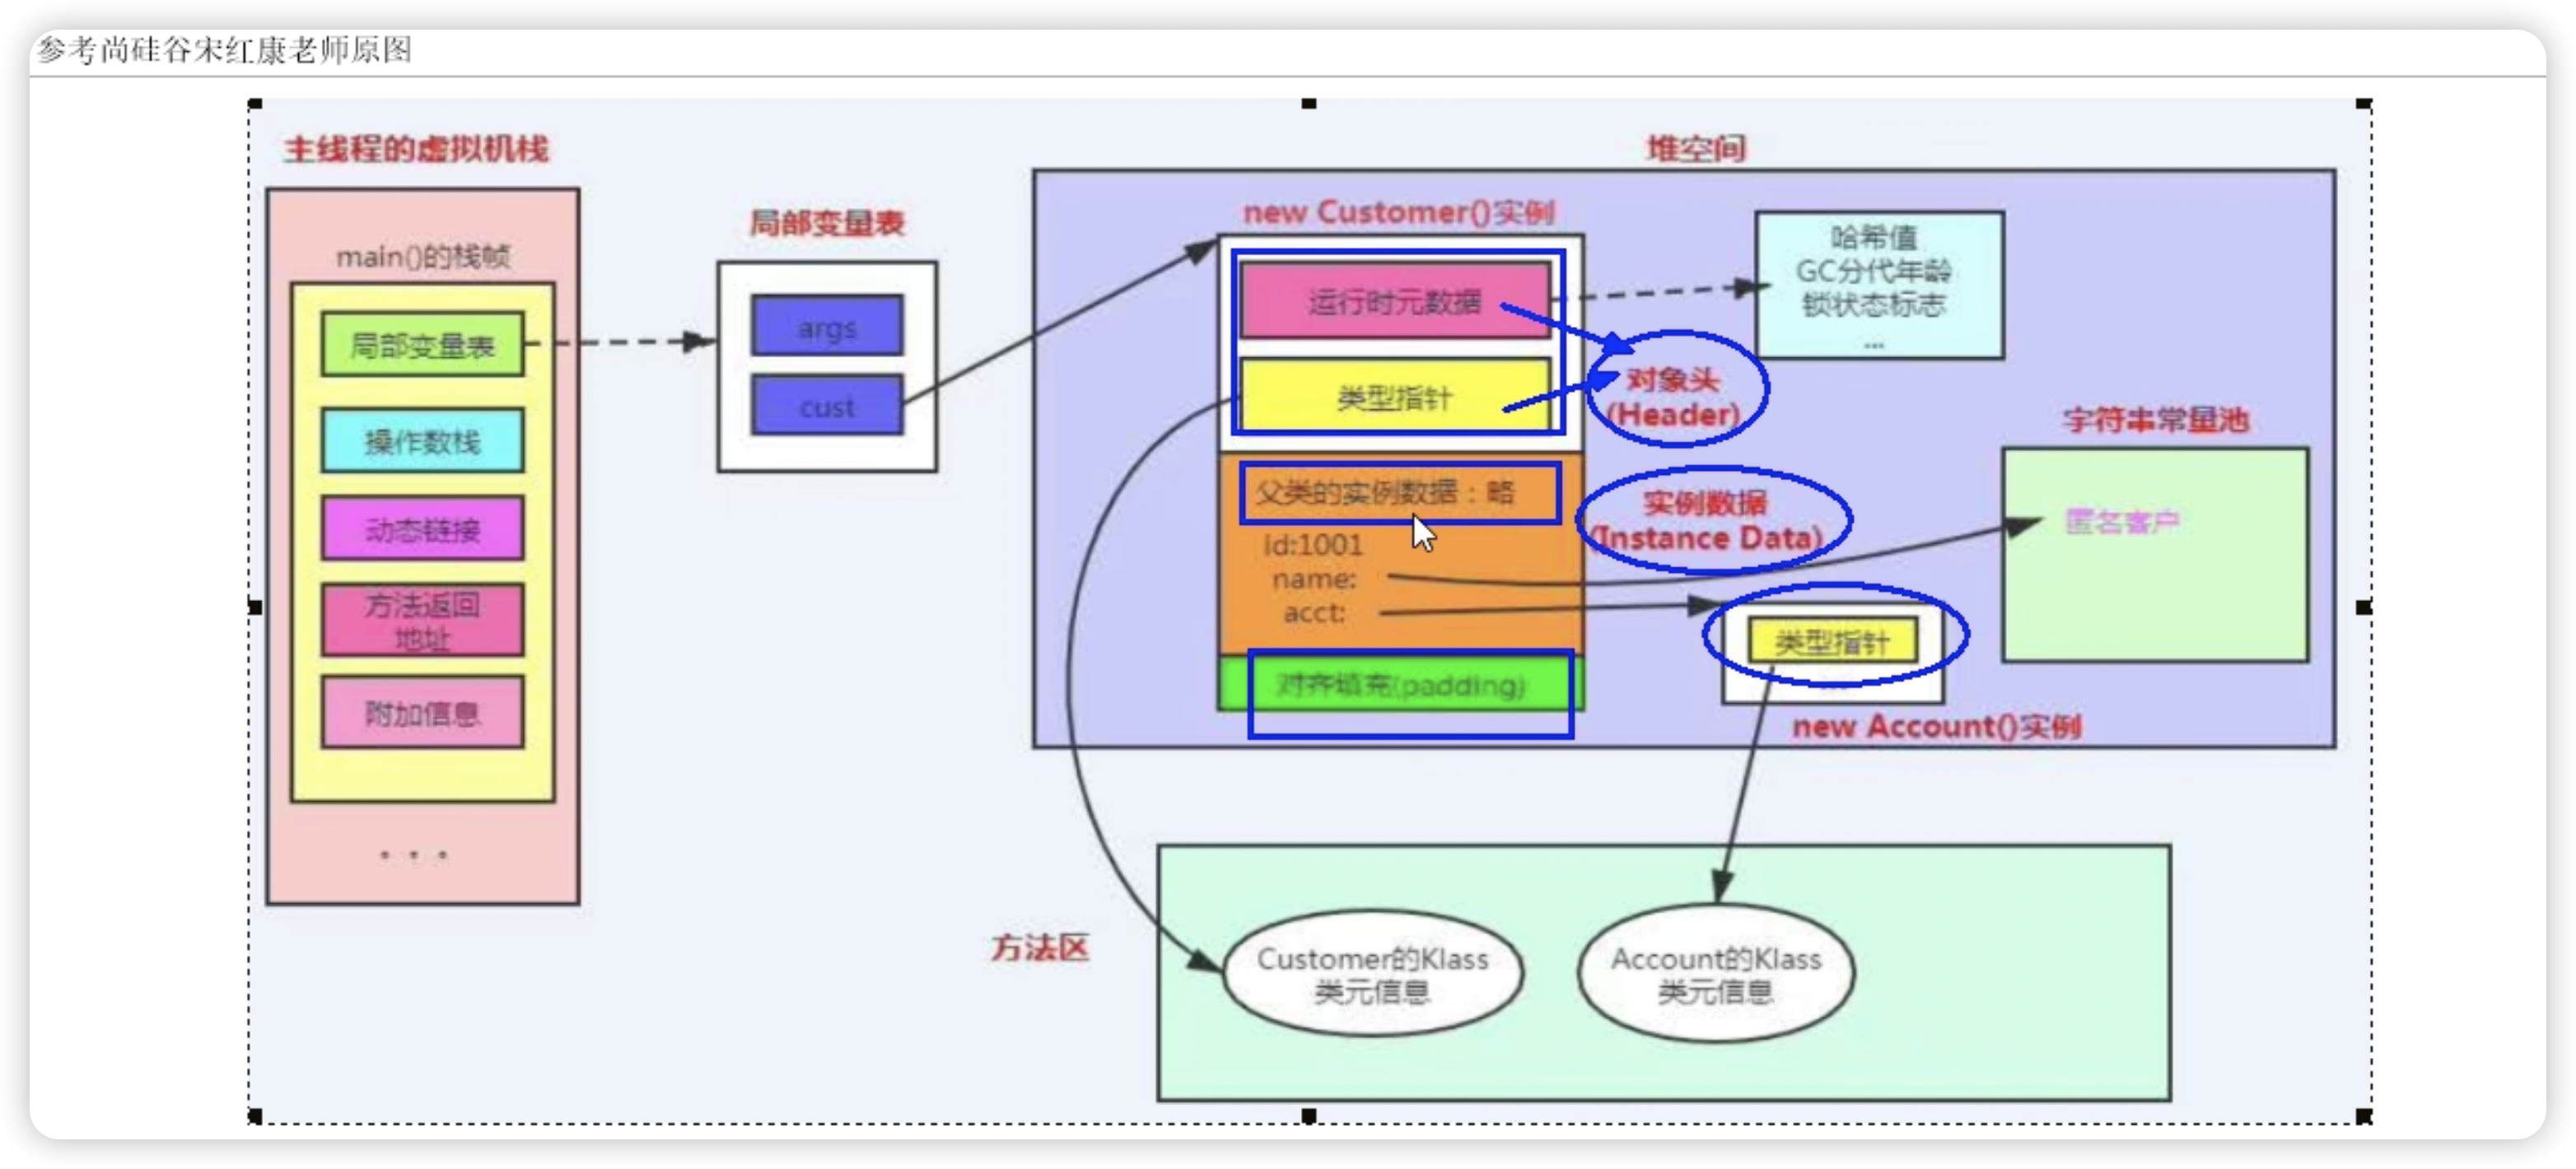 参考尚硅谷宋红康老师原图
主线程的虚拟机栈
main()的栈帧
局部变量表
操作数栈
动态链接
方法返回
地址
附加信息
. . .
局部变量表
args
cust
堆空间
new Customer()实例
运行时元数据
类型指针
对象头
(Header)
哈希值
GC分代年龄
锁状态标志
...
父类的实例数据：略
id:1001
name:
acct:
实例数据
(Instance Data)
对齐填充(padding)
字符串常量池
匿名客户
类型指针
...
new Account()实例
方法区
Customer的Klass
类元信息
Account的Klass
类元信息